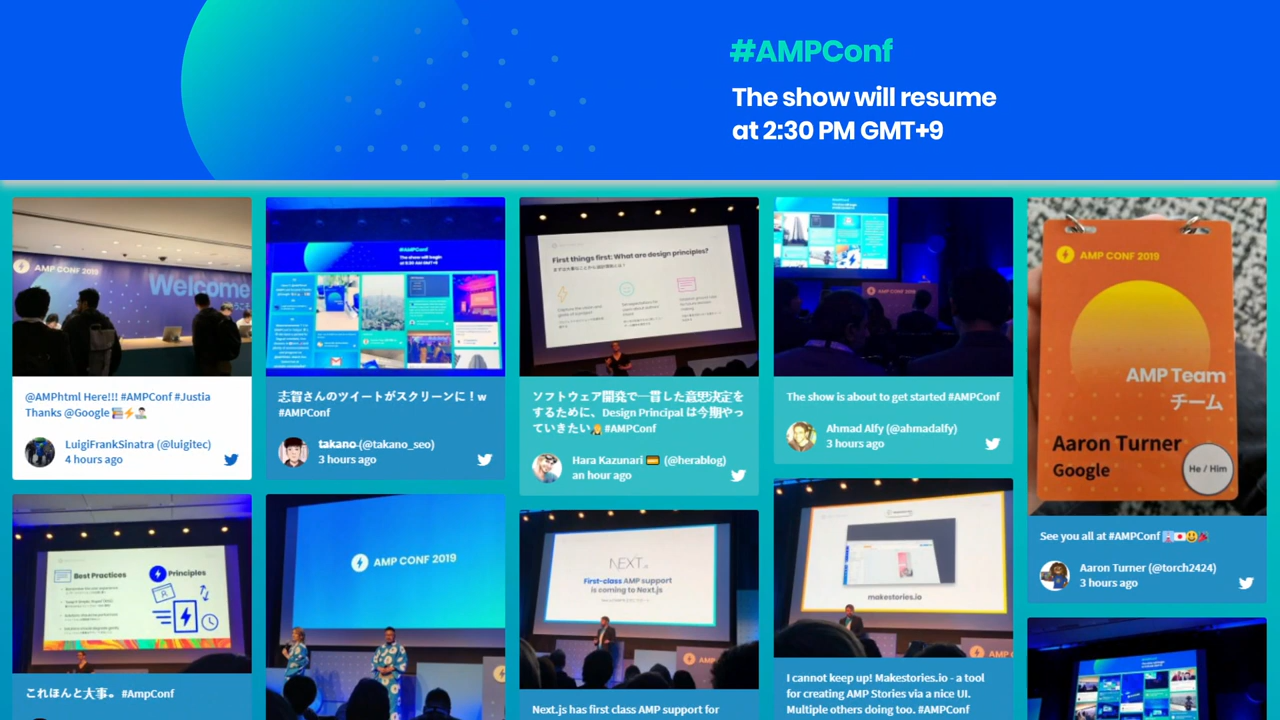 #AMPConf
The show will resume
at 2:30 PM GMT+9
AMP CONF 2019
Welcome
@AMPhtml Here!!! #AMPConf #Justia
Thanks @Google
LuigiFrankSinatra (@luigitec)
4 hours ago
Best Practices
Principles
これほんと大事。 #AmpConf
#AMPConf
The show will begin
志智さんのツイートがスクリーンに！w
#AMPConf
takano (@takano_seo)
3 hours ago
AMP CONF 2019
First things first: What are design principles?
ソフトウェア開発で一貫した意思決定を
するために、Design Principal は今期やっ
ていきたい #AMPConf
Hara Kazunari (@herablog)
an hour ago
NEXT.
First-class AMP support
is coming to Next.js
Next.js has first class AMP support for
AMP CONF 2019
The show is about to get started #AMPConf
Ahmad Alfy (@ahmadalfy)
3 hours ago
makestories.io
I cannot keep up! Makestories.io - a tool
for creating AMP Stories via a nice UI.
Multiple others doing too. #AMPConf
AMP CONF 2019
AMP Team
チーム
Aaron Turner
Google
He / Him
See you all at #AMPConf
Aaron Turner (@torch2424)
3 hours ago